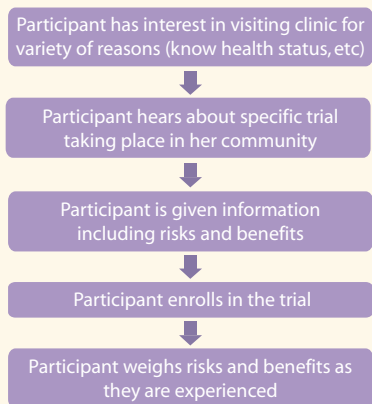 Participant has interest in visiting clinic for
variety of reasons (know health status, etc)
Participant hears about specific trial
taking place in her community
Participant is given information
including risks and benefits
Participant enrolls in the trial
Participant weighs risks and benefits as
they are experienced